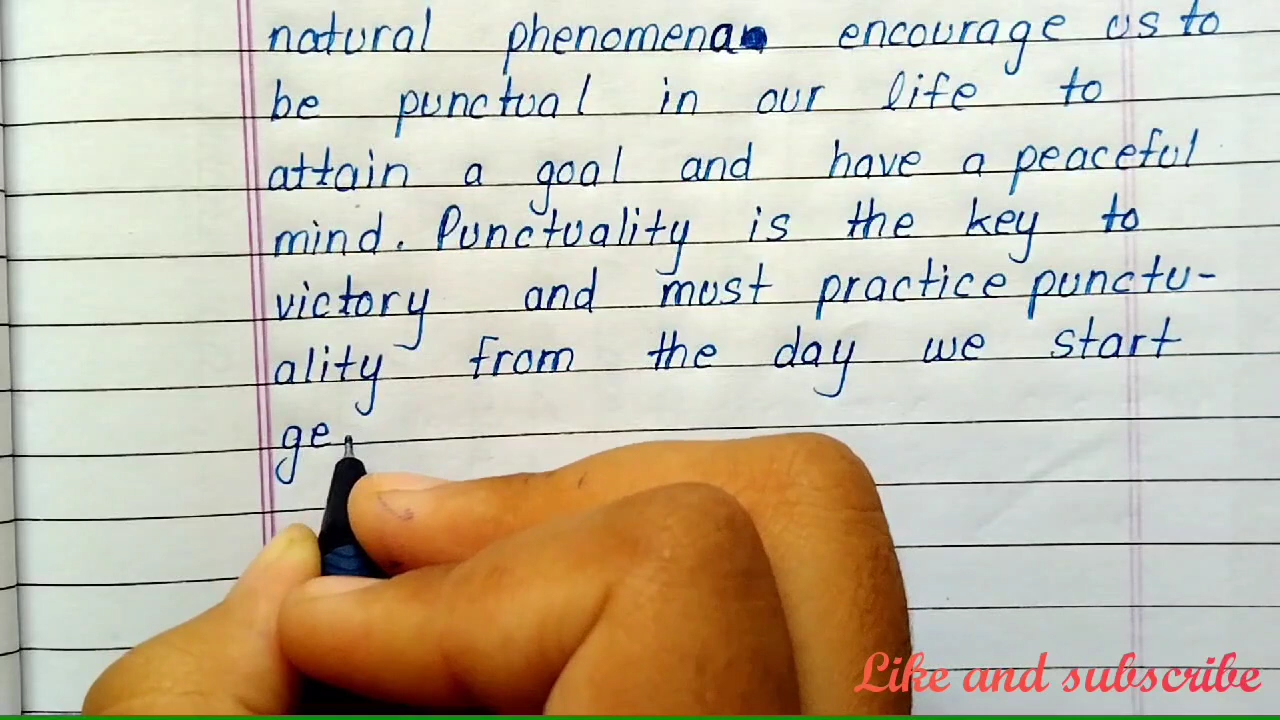 natural phenomena encourage us to
be punctual in our life to
attain a goal and have a peaceful
mind. Punctuality is the key to
victory and must practice punctu-
ality from the day we start
ge
Like and subscribe